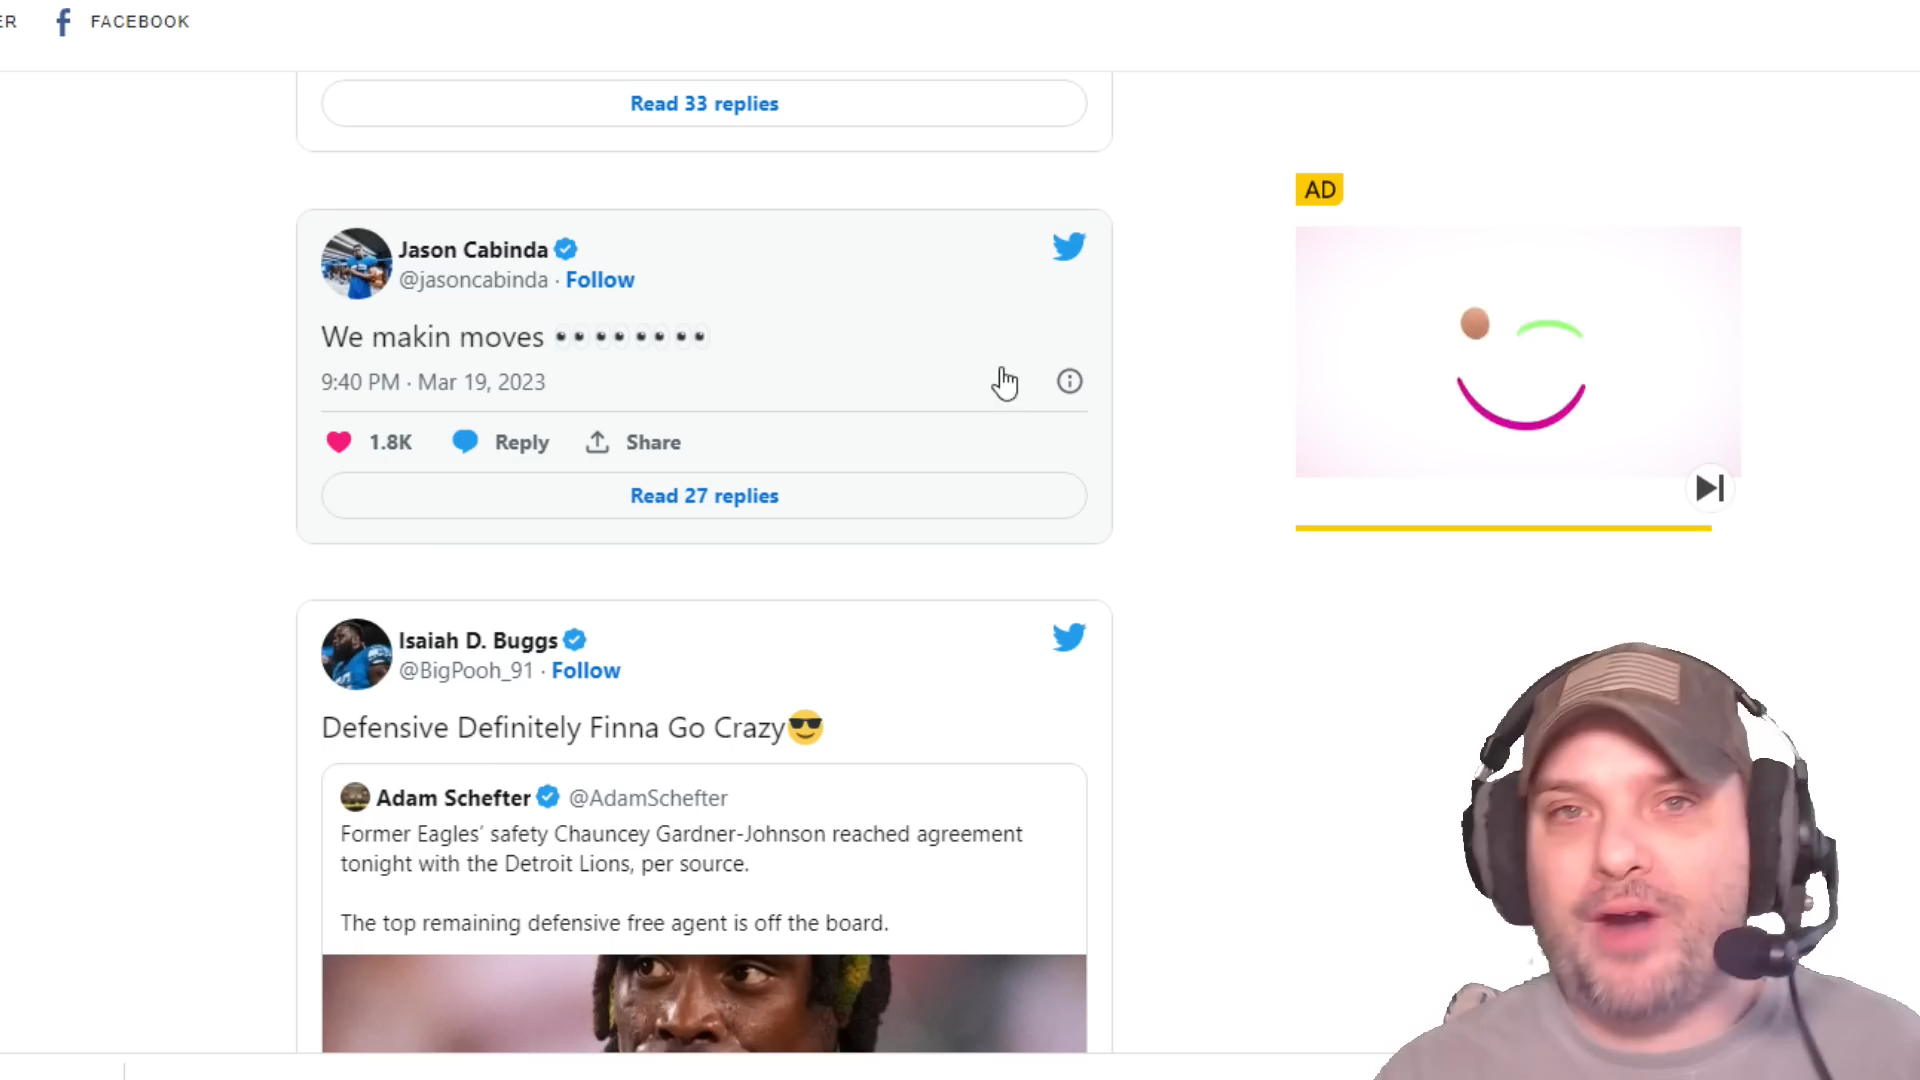 ER FACEBOOK
Read 33 replies
AD
Jason Cabinda
@jasoncabinda · Follow
We makin moves 👀👀👀👀
9:40 PM · Mar 19, 2023
1.8K Reply Share
Read 27 replies
Isaiah D. Buggs
@BigPooh_91 · Follow
Defensive Definitely Finna Go Crazy😎
Adam Schefter @AdamSchefter
Former Eagles’ safety Chauncey Gardner-Johnson reached agreement
tonight with the Detroit Lions, per source.
The top remaining defensive free agent is off the board.